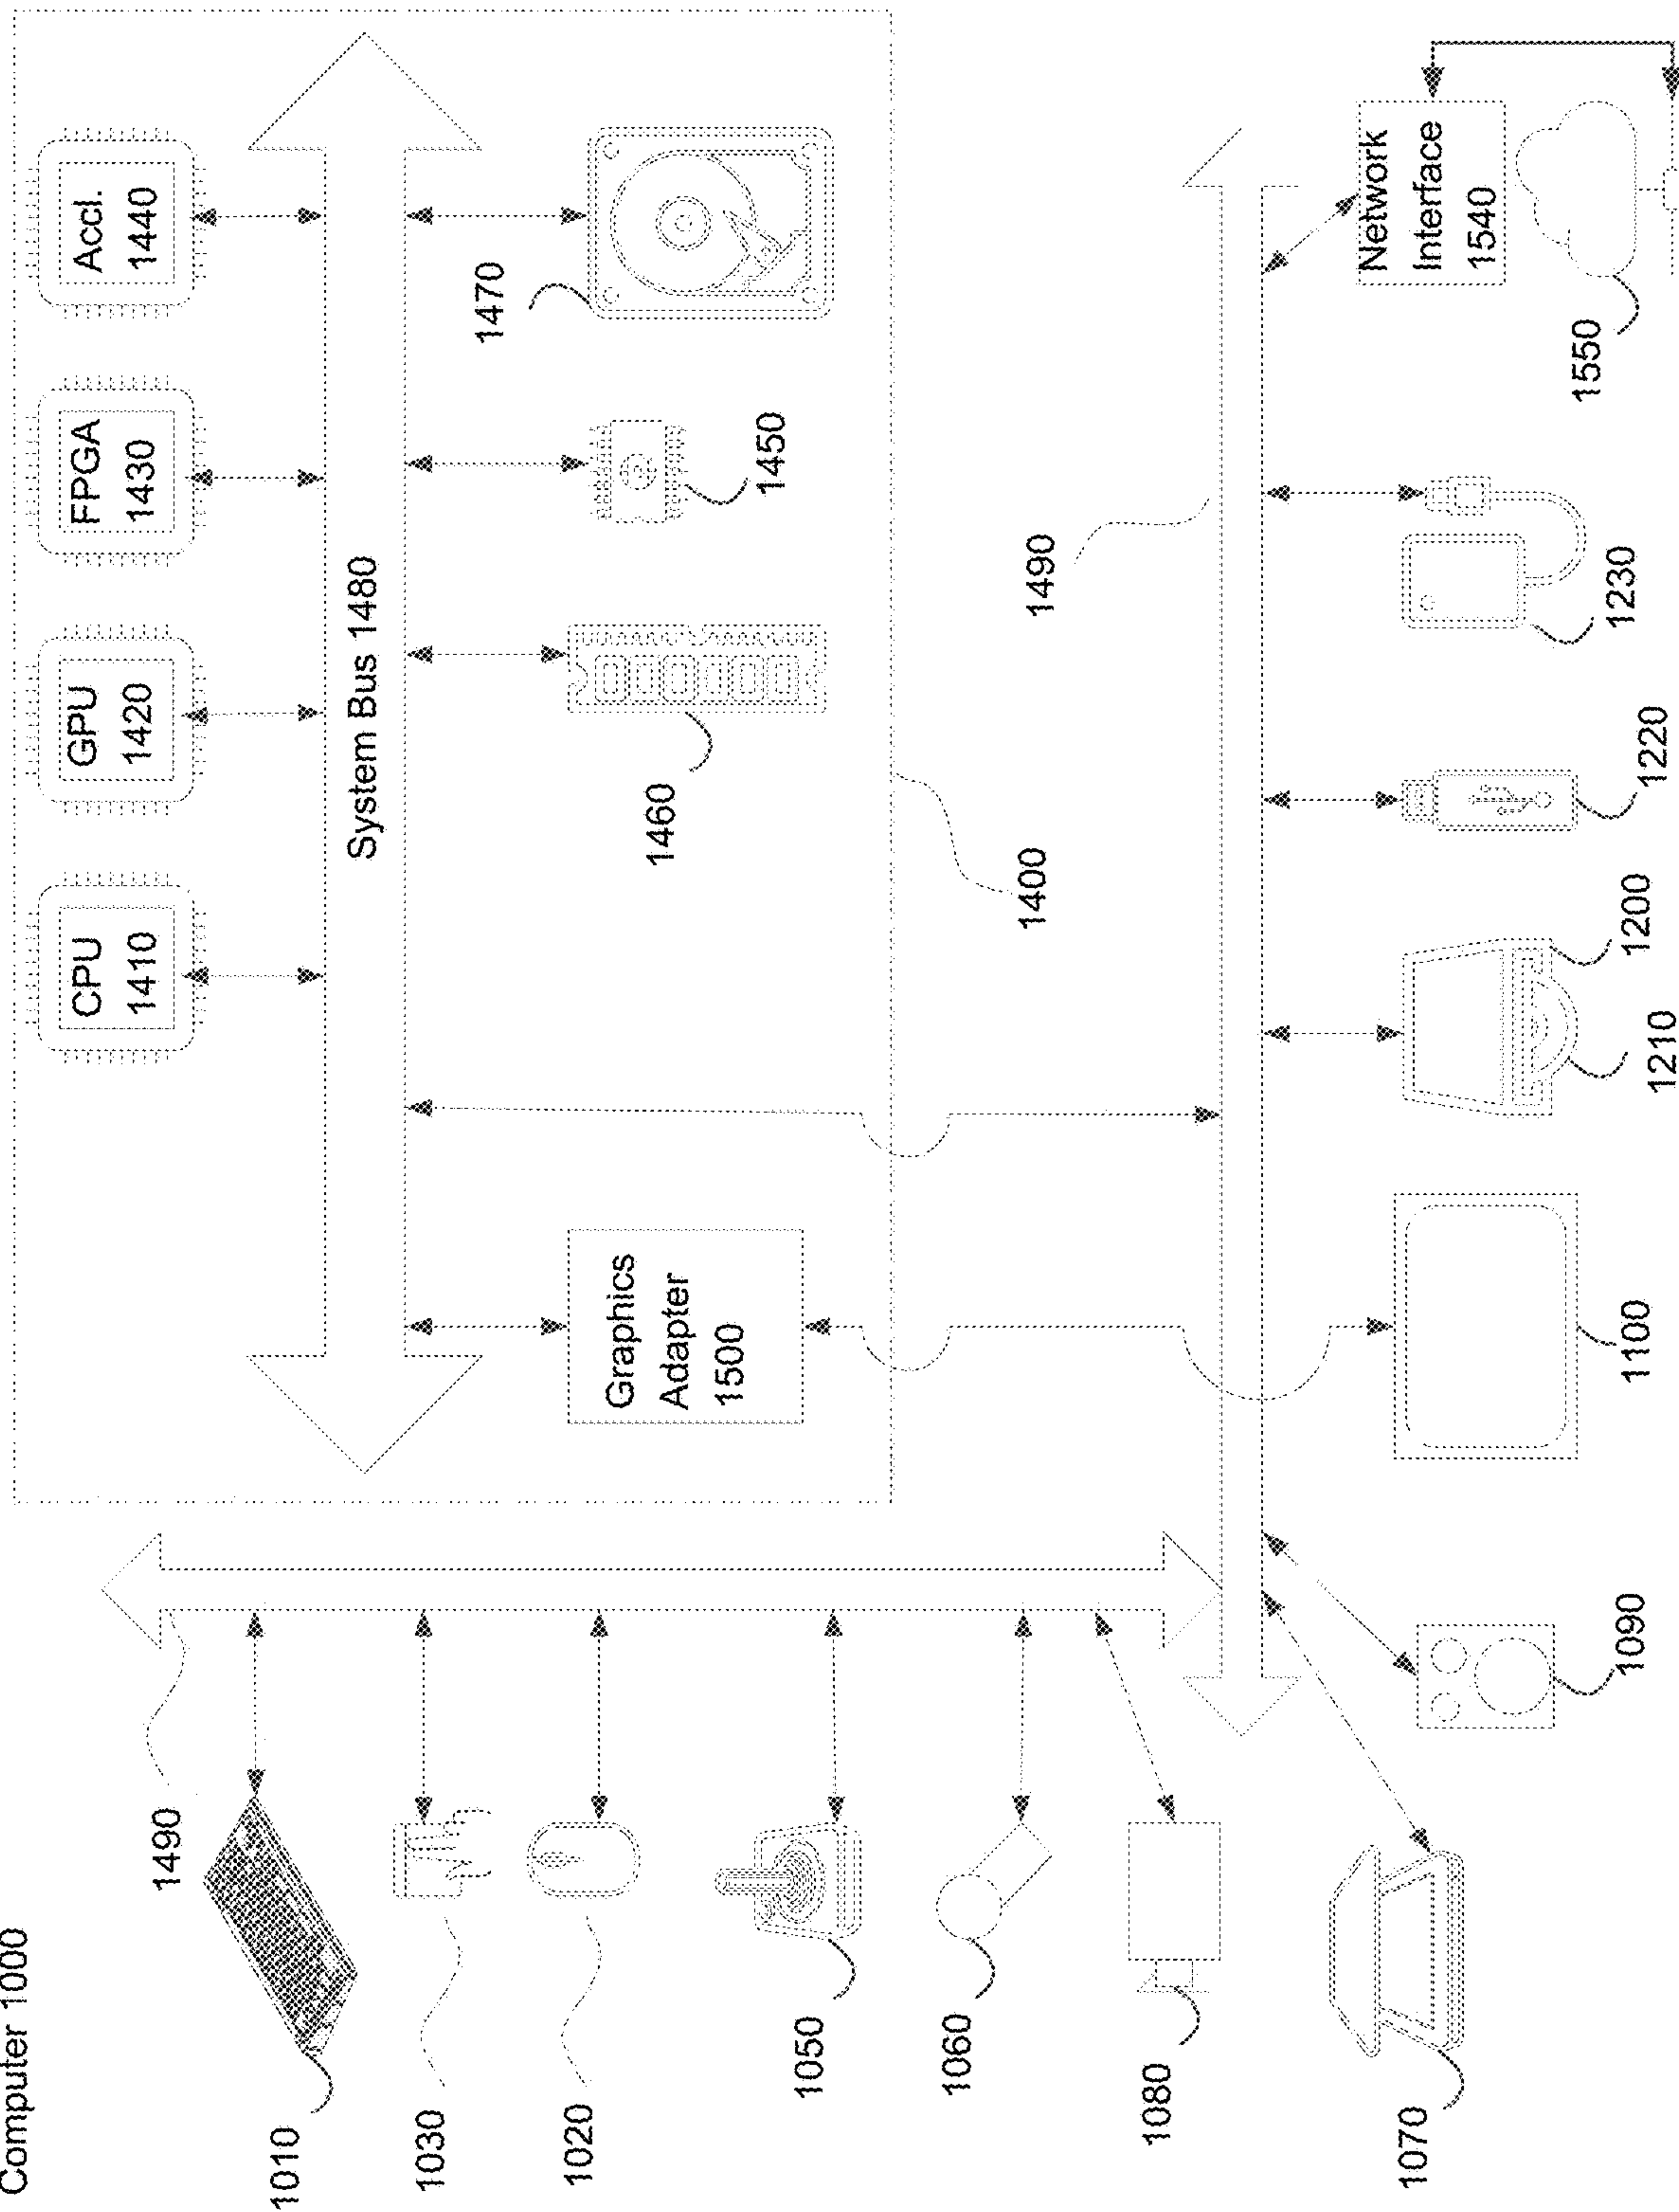 Computer 1000
1490
1010
1030
1020
1050
1060
1080
1070
CPU
1410
GPU
1420
FPGA
1430
Accl.
1440
System Bus 1480
Graphics
Adapter
1500
1460
1450
1470
1400
1490
1090
1100
1210
1200
1220
1230
Network
Interface
1540
1550